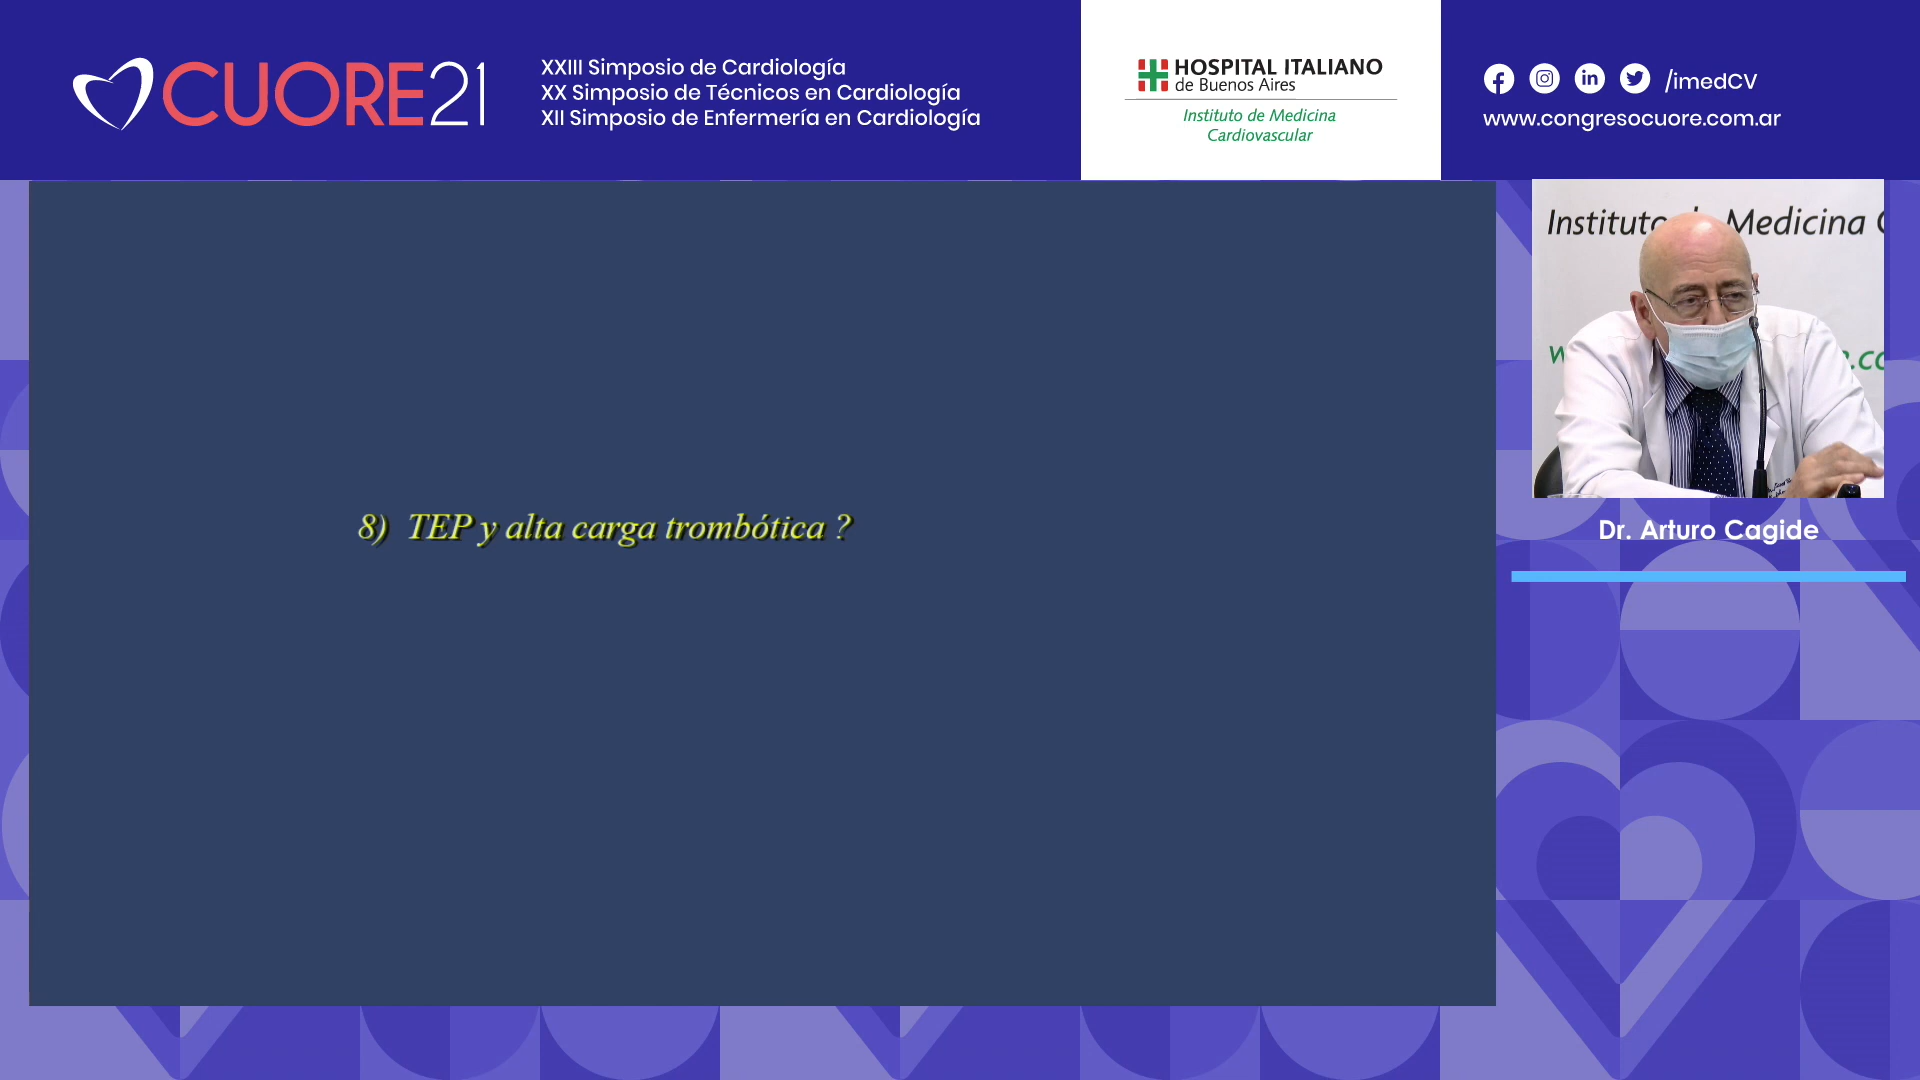 CUORE21
XXIII Simposio de Cardiología
XX Simposio de Técnicos en Cardiología
XII Simposio de Enfermería en Cardiología
HOSPITAL ITALIANO
de Buenos Aires
Instituto de Medicina
Cardiovascular
/imedCV
www.congresocuore.com.ar
8) TEP y alta carga trombótica ?
Medicina
Dr. Arturo Cagide